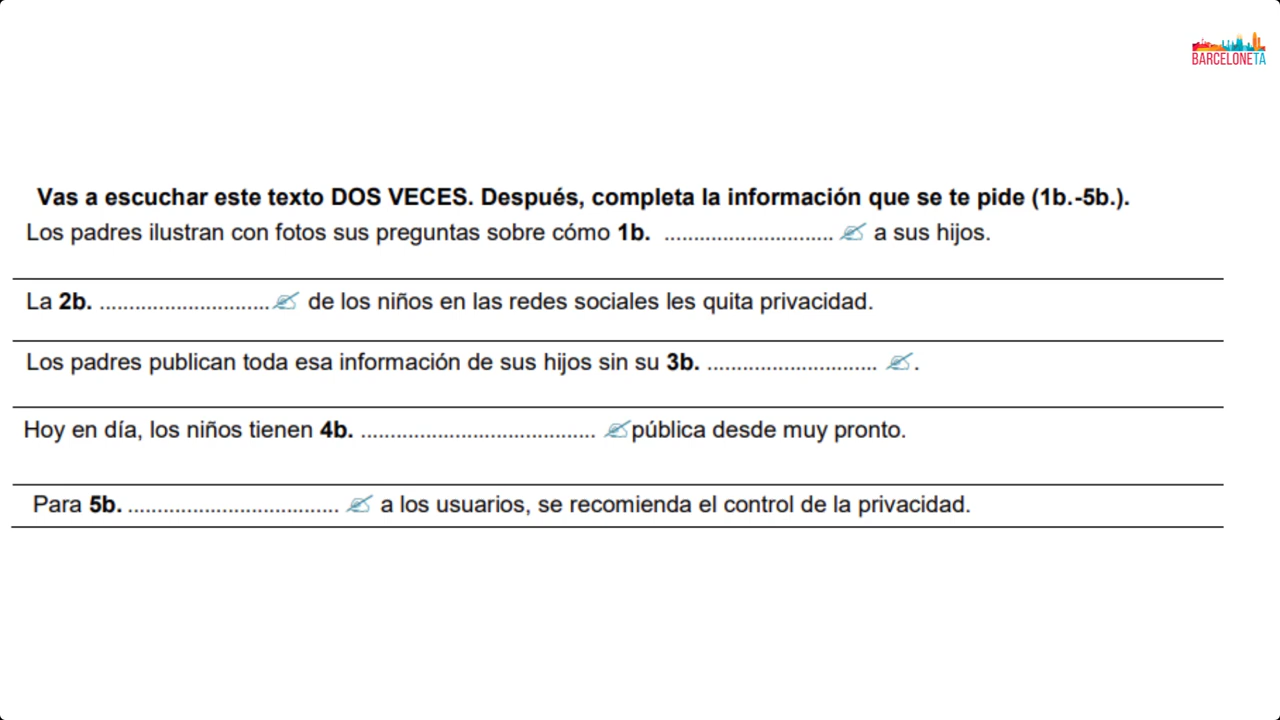 BARCELONETA
Vas a escuchar este texto DOS VECES. Después, completa la información que se te pide (1b.-5b.).
Los padres ilustran con fotos sus preguntas sobre cómo 1b. ............................. a sus hijos.
La 2b. ............................. de los niños en las redes sociales les quita privacidad.
Los padres publican toda esa información de sus hijos sin su 3b. ............................. .
Hoy en día, los niños tienen 4b. ........................................ pública desde muy pronto.
Para 5b. .................................... a los usuarios, se recomienda el control de la privacidad.